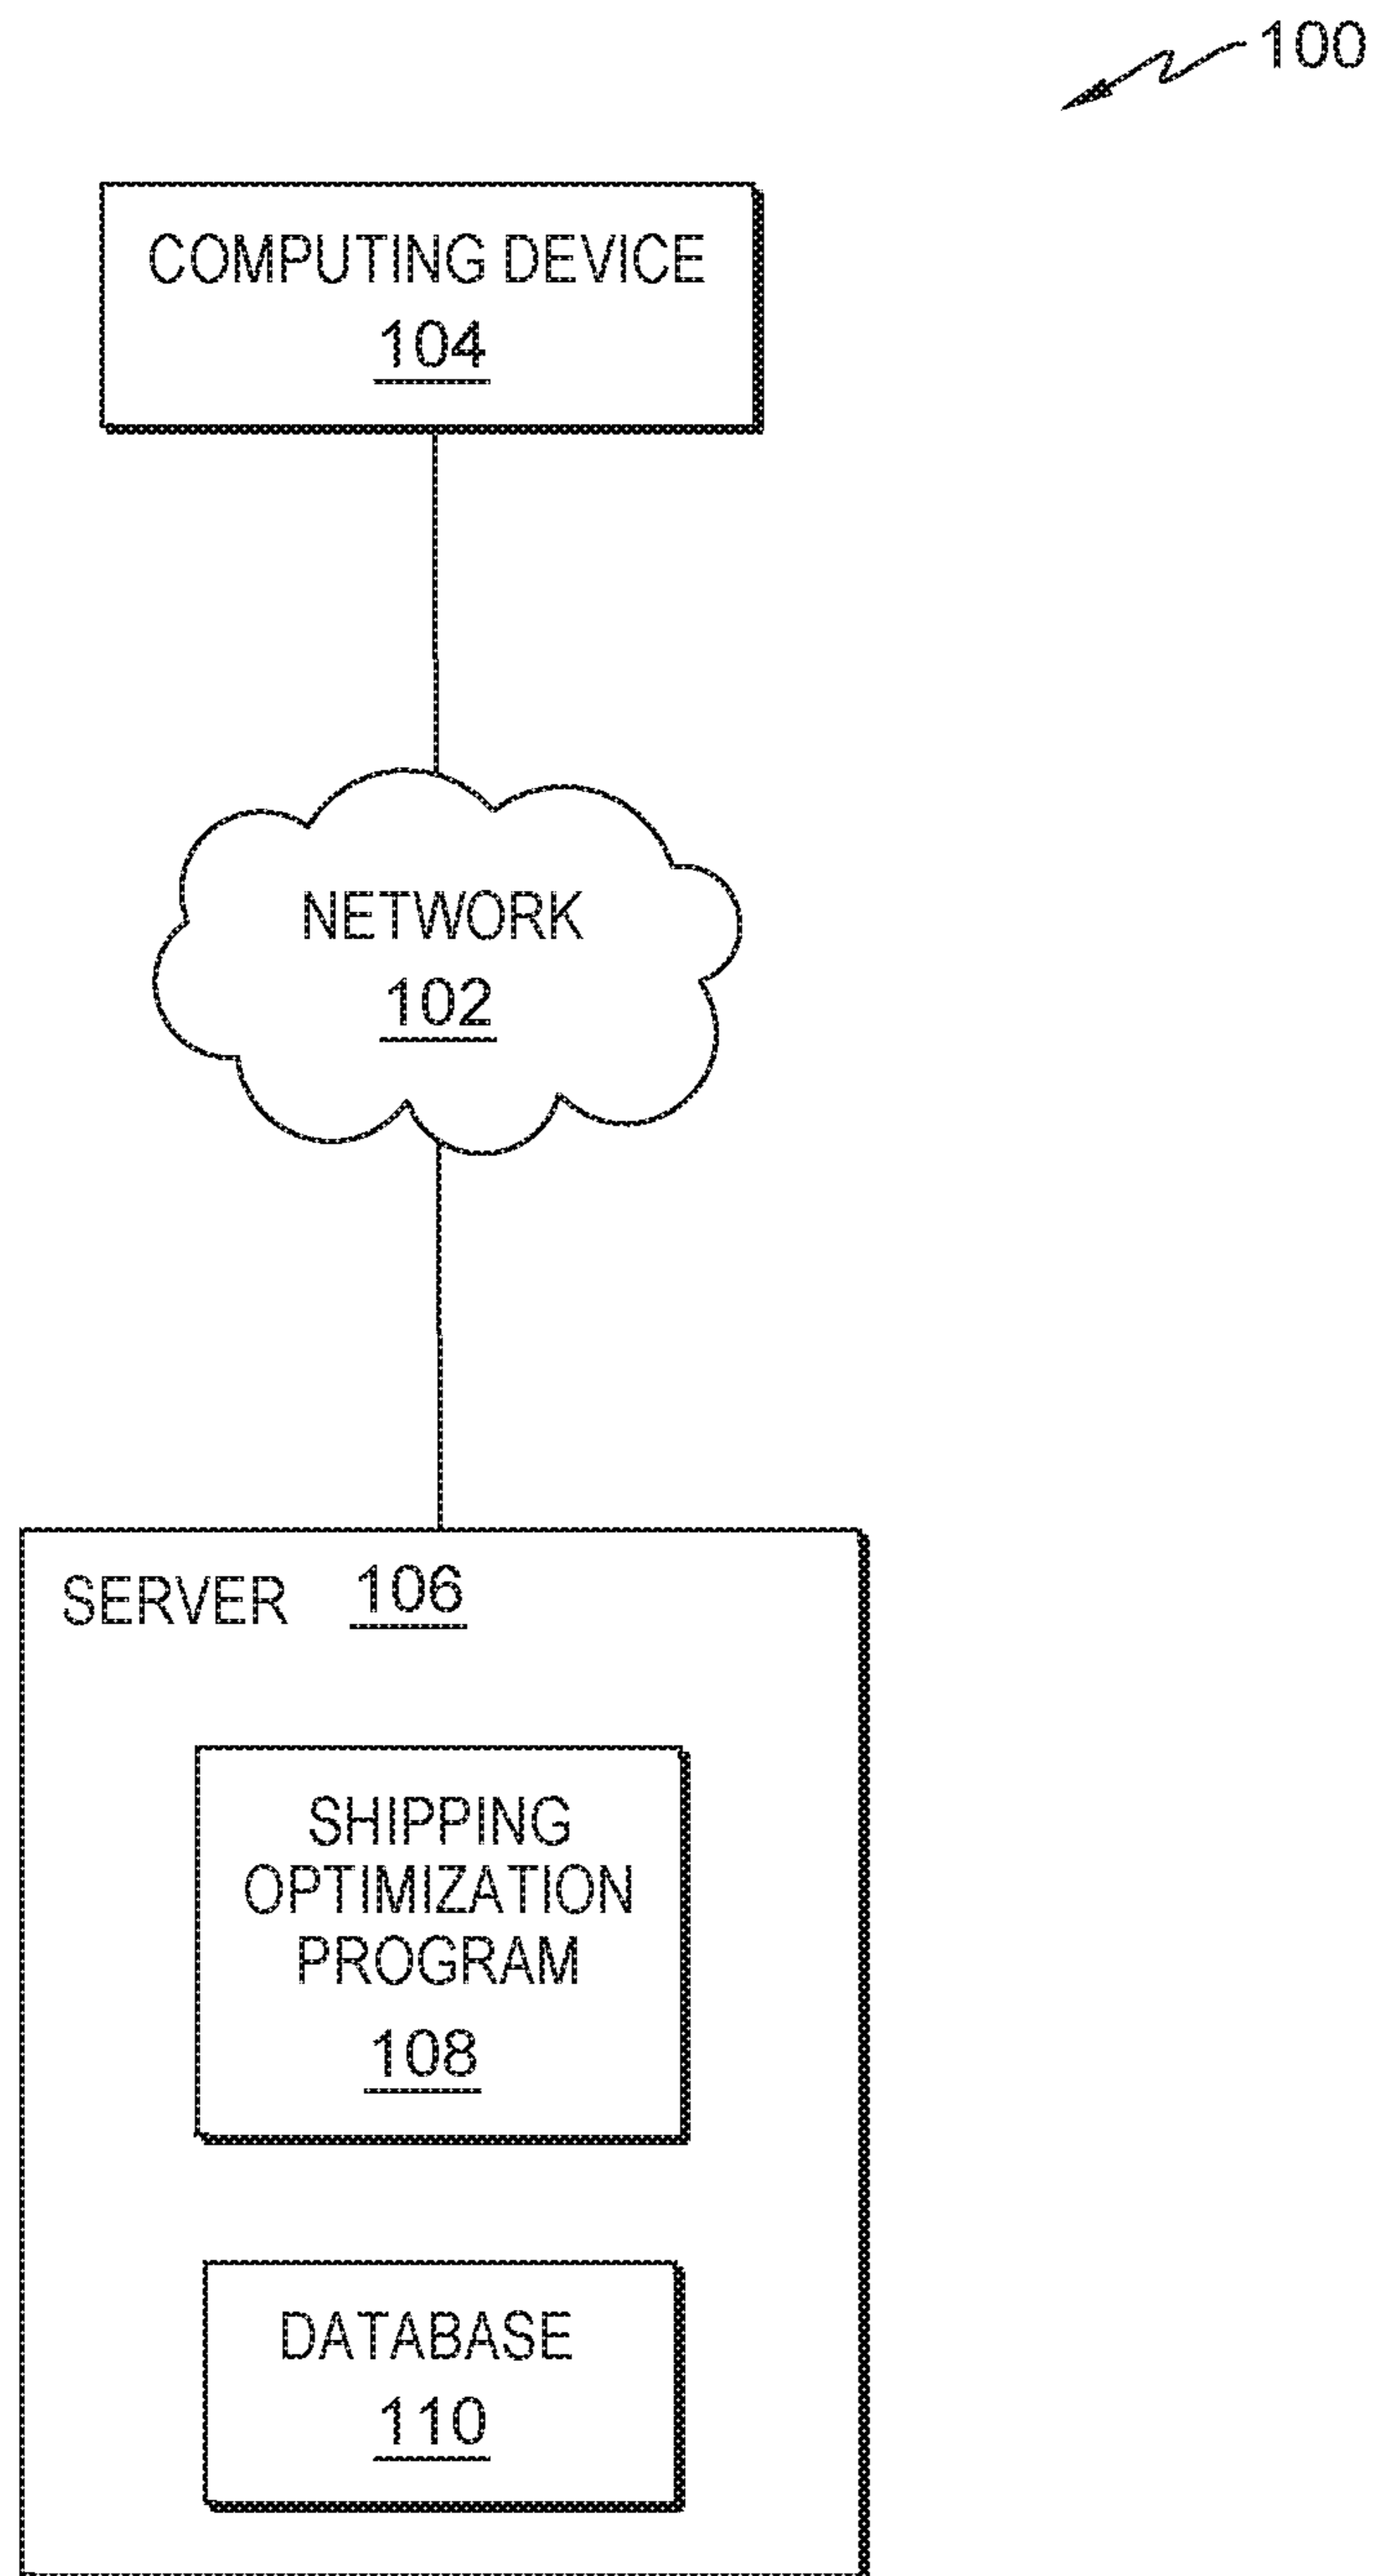 100
COMPUTING DEVICE
104
NETWORK
102
SERVER 106
SHIPPING
OPTIMIZATION
PROGRAM
108
DATABASE
110